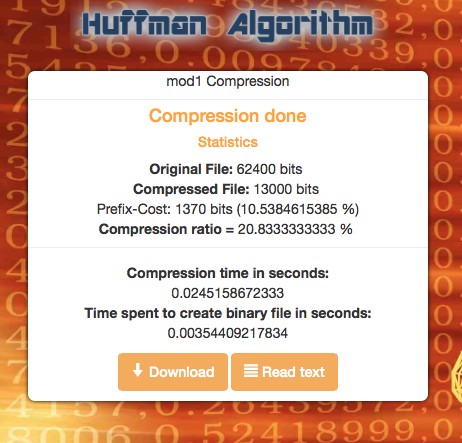 Huffman Algorithm
mod1 Compression
Compression done
Statistics
Original File: 62400 bits
Compressed File: 13000 bits
Prefix-Cost: 1370 bits (10.5384615385 %)
Compression ratio = 20.8333333333 %
Compression time in seconds:
0.0245158672333
Time spent to create binary file in seconds:
0.00354409217834
Download Read text